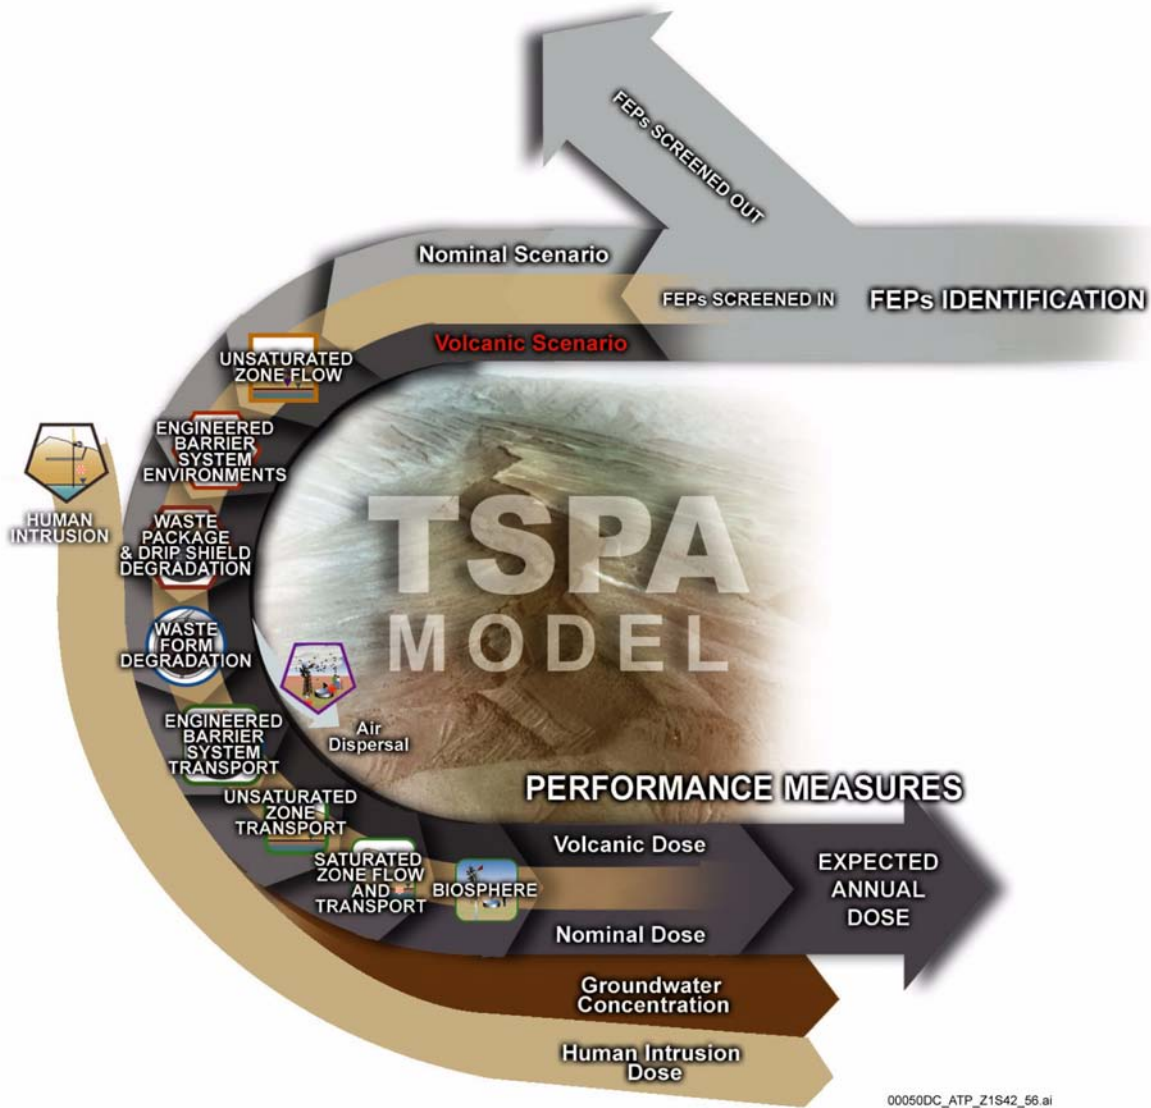 FEPs SCREENED OUT
Nominal Scenario
FEPs SCREENED IN
FEPs IDENTIFICATION
Volcanic Scenario
UNSATURATED
ZONE FLOW
ENGINEERED
BARRIER
SYSTEM
ENVIRONMENTS
HUMAN
INTRUSION
WASTE
PACKAGE
& DRIP SHIELD
DEGRADATION
TSPA
MODEL
WASTE
FORM
DEGRADATION
Air
Dispersal
ENGINEERED
BARRIER
SYSTEM
TRANSPORT
UNSATURATED
ZONE
TRANSPORT
SATURATED
ZONE FLOW
AND
TRANSPORT
BIOSPHERE
PERFORMANCE MEASURES
Volcanic Dose
Nominal Dose
EXPECTED
ANNUAL
DOSE
Groundwater
Concentration
Human Intrusion
Dose
00050DC_ATP_Z1S42_56.ai